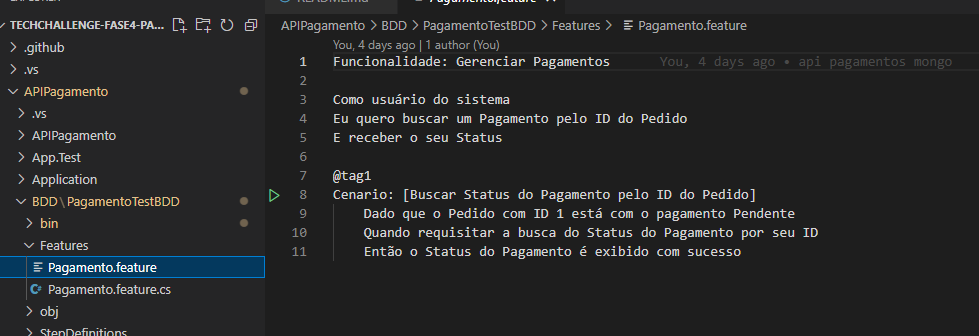 TECHCHALLENGE-FASE4-PA...
.github
.vs
APIPagamento
.vs
APIPagamento
App.Test
Application
BDD \ PagamentoTestBDD
bin
Features
Pagamento.feature
Pagamento.feature.cs
obj
StepDefinitions
APIPagamento > BDD > PagamentoTestBDD > Features > Pagamento.feature
You, 4 days ago | 1 author (You)
1 Funcionalidade: Gerenciar Pagamentos You, 4 days ago • api pagamentos mongo
2
3 Como usuário do sistema
4 Eu quero buscar um Pagamento pelo ID do Pedido
5 E receber o seu Status
6
7 @tag1
8 Cenario: [Buscar Status do Pagamento pelo ID do Pedido]
9 Dado que o Pedido com ID 1 está com o pagamento Pendente
10 Quando requisitar a busca do Status do Pagamento por seu ID
11 Então o Status do Pagamento é exibido com sucesso